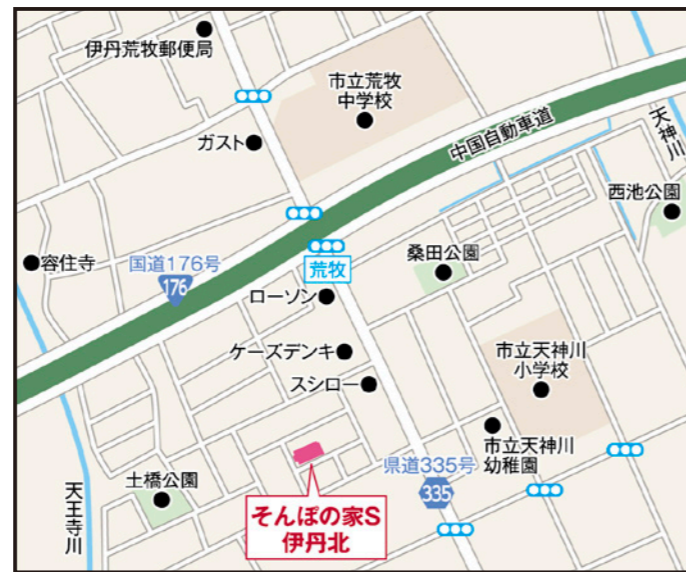 伊丹荒牧郵便局
市立荒牧
中学校
ガスト
中国自動車道
天神川
西池公園
容住寺
国道176号
176
荒牧
桑田公園
ローソン
ケーズデンキ
スシロー
市立天神川
小学校
市立天神川
幼稚園
県道335号
335
土橋公園
天王寺川
そんぽの家S
伊丹北